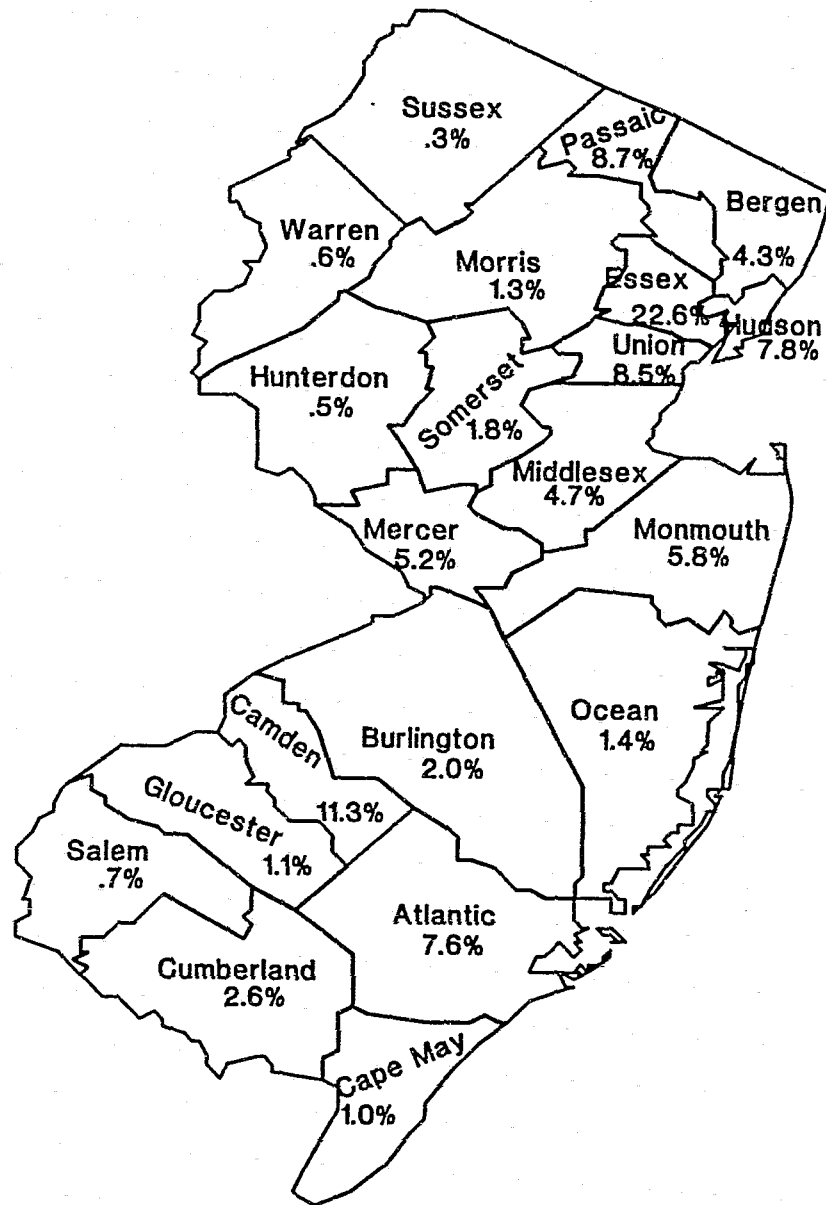 Sussex
.3%
Passaic
8.7%
Bergen
4.3%
Warren
.6%
Morris
1.3%
Essex
22.6%
Hudson
7.8%
Union
8.5%
Hunterdon
.5%
Somerset
1.8%
Middlesex
4.7%
Mercer
5.2%
Monmouth
5.8%
Ocean
1.4%
Burlington
2.0%
Camden
11.3%
Gloucester
1.1%
Salem
.7%
Atlantic
7.6%
Cumberland
2.6%
Cape May
1.0%